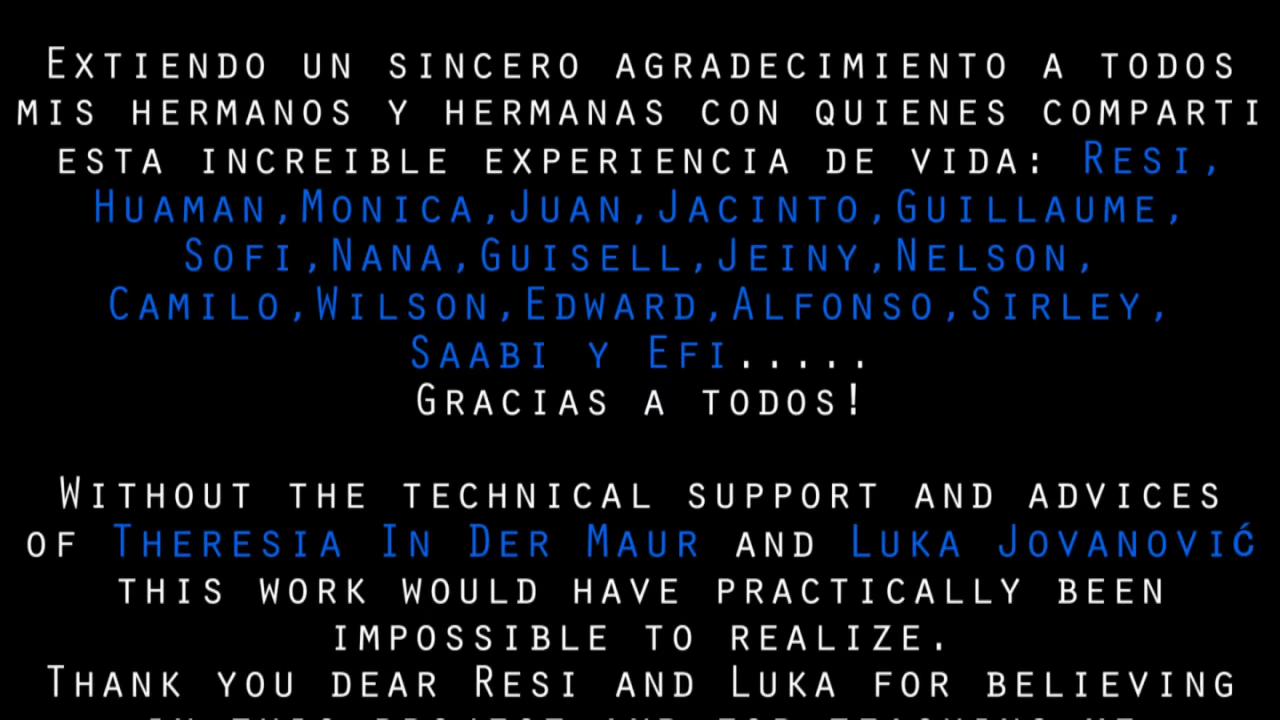 Extiendo un sincero agradecimiento a todos
mis hermanos y hermanas con quienes comparti
esta increible experiencia de vida: Resi,
Huaman,Monica,Juan,Jacinto,Guillaume,
Sofi,Nana,Guisell,Jeiny,Nelson,
Camilo,Wilson,Edward,Alfonso,Sirley,
Saabi y Efi.....
Gracias a todos!
Without the technical support and advices
of Theresia In Der Maur and Luka Jovanović
this work would have practically been
impossible to realize.
Thank you dear Resi and Luka for believing